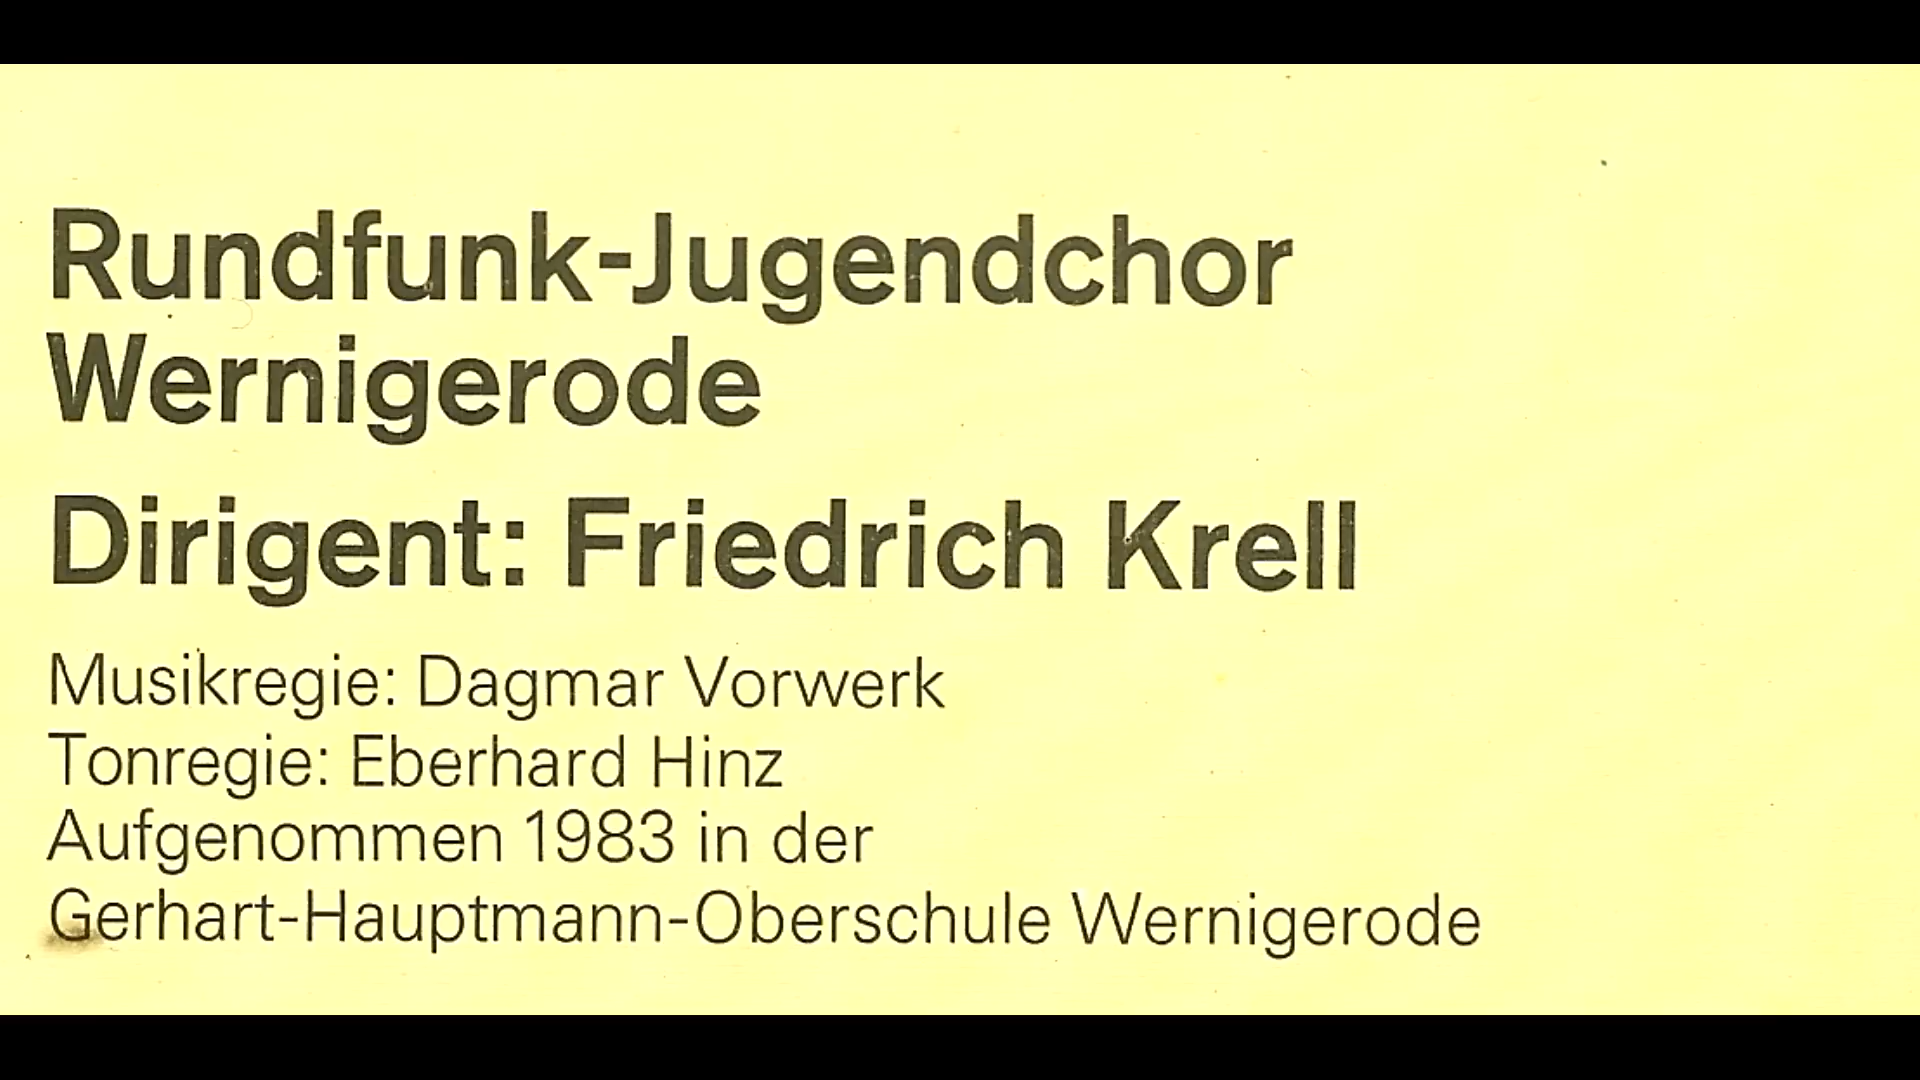 Rundfunk-Jugendchor
Wernigerode
Dirigent: Friedrich Krell
Musikregie: Dagmar Vorwerk
Tonregie: Eberhard Hinz
Aufgenommen 1983 in der
Gerhart-Hauptmann-Oberschule Wernigerode